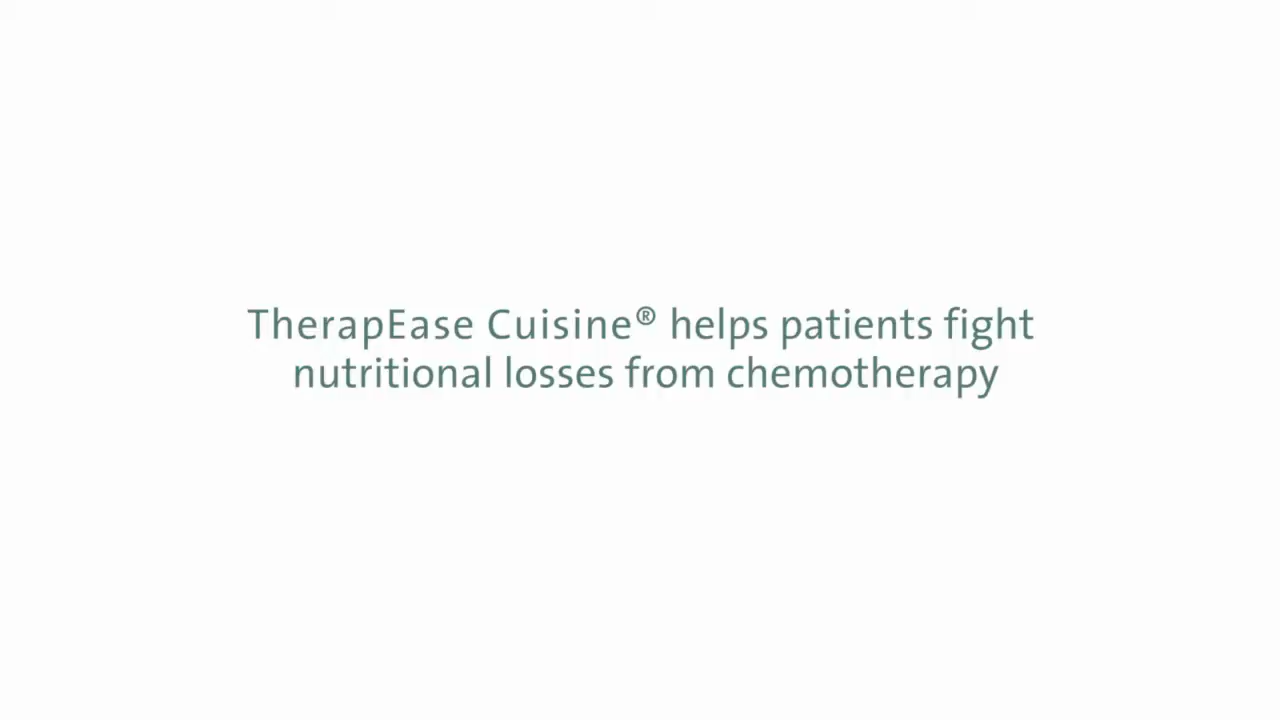 TherapEase Cuisine® helps patients fight
nutritional losses from chemotherapy